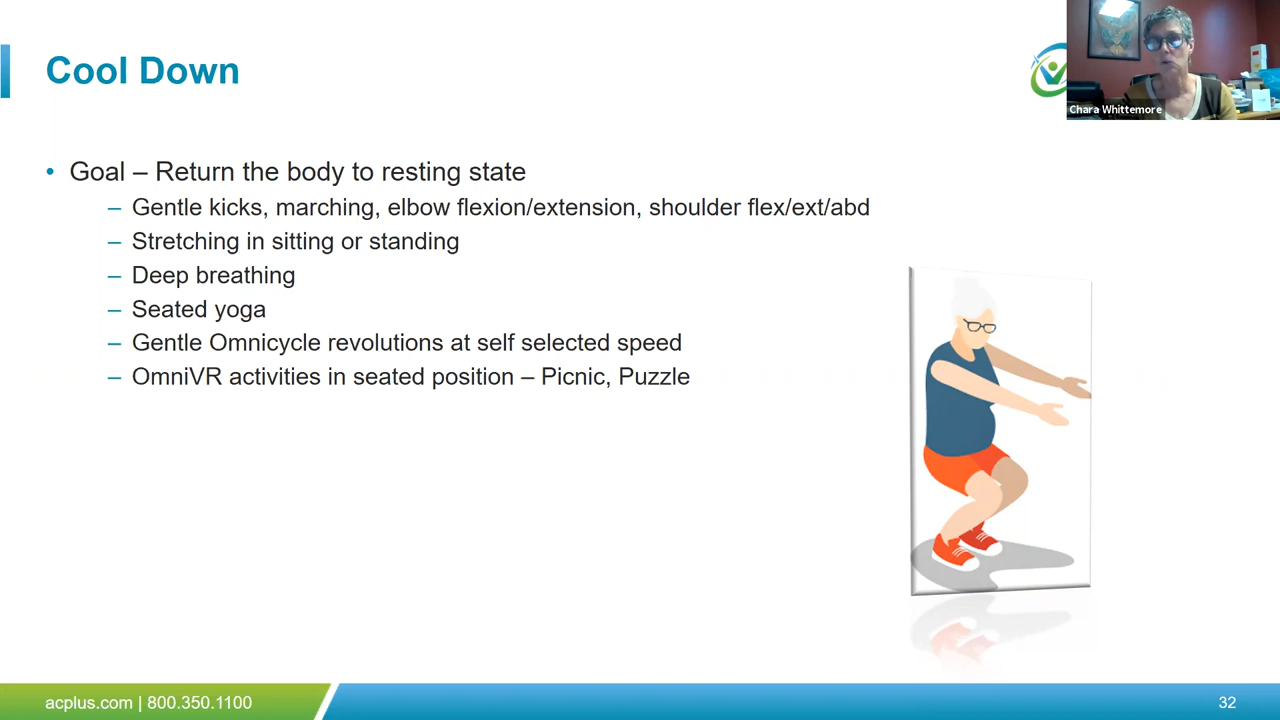 Cool Down
Chara Whittemore
• Goal – Return the body to resting state
– Gentle kicks, marching, elbow flexion/extension, shoulder flex/ext/abd
– Stretching in sitting or standing
– Deep breathing
– Seated yoga
– Gentle Omnicycle revolutions at self selected speed
– OmniVR activities in seated position – Picnic, Puzzle
acplus.com | 800.350.1100
32